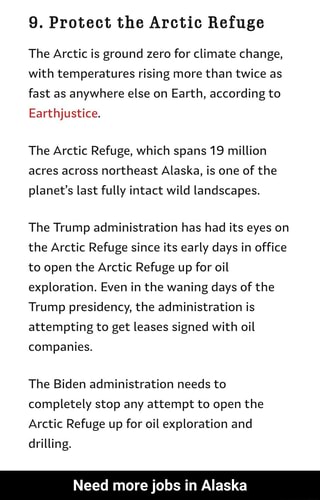 9. Protect the Arctic Refuge
The Arctic is ground zero for climate change,
with temperatures rising more than twice as
fast as anywhere else on Earth, according to
Earthjustice.
The Arctic Refuge, which spans 19 million
acres across northeast Alaska, is one of the
planet’s last fully intact wild landscapes.
The Trump administration has had its eyes on
the Arctic Refuge since its early days in office
to open the Arctic Refuge up for oil
exploration. Even in the waning days of the
Trump presidency, the administration is
attempting to get leases signed with oil
companies.
The Biden administration needs to
completely stop any attempt to open the
Arctic Refuge up for oil exploration and
drilling.
Need more jobs in Alaska